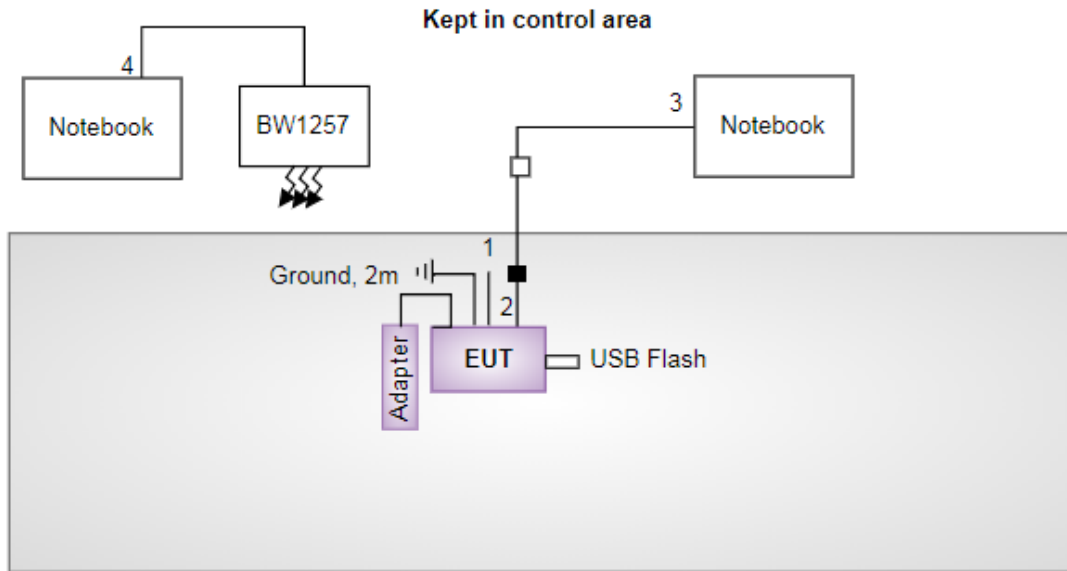 Kept in control area
4
Notebook
BW1257
3
Notebook
1
Ground, 2m
2
Adapter
EUT
USB Flash